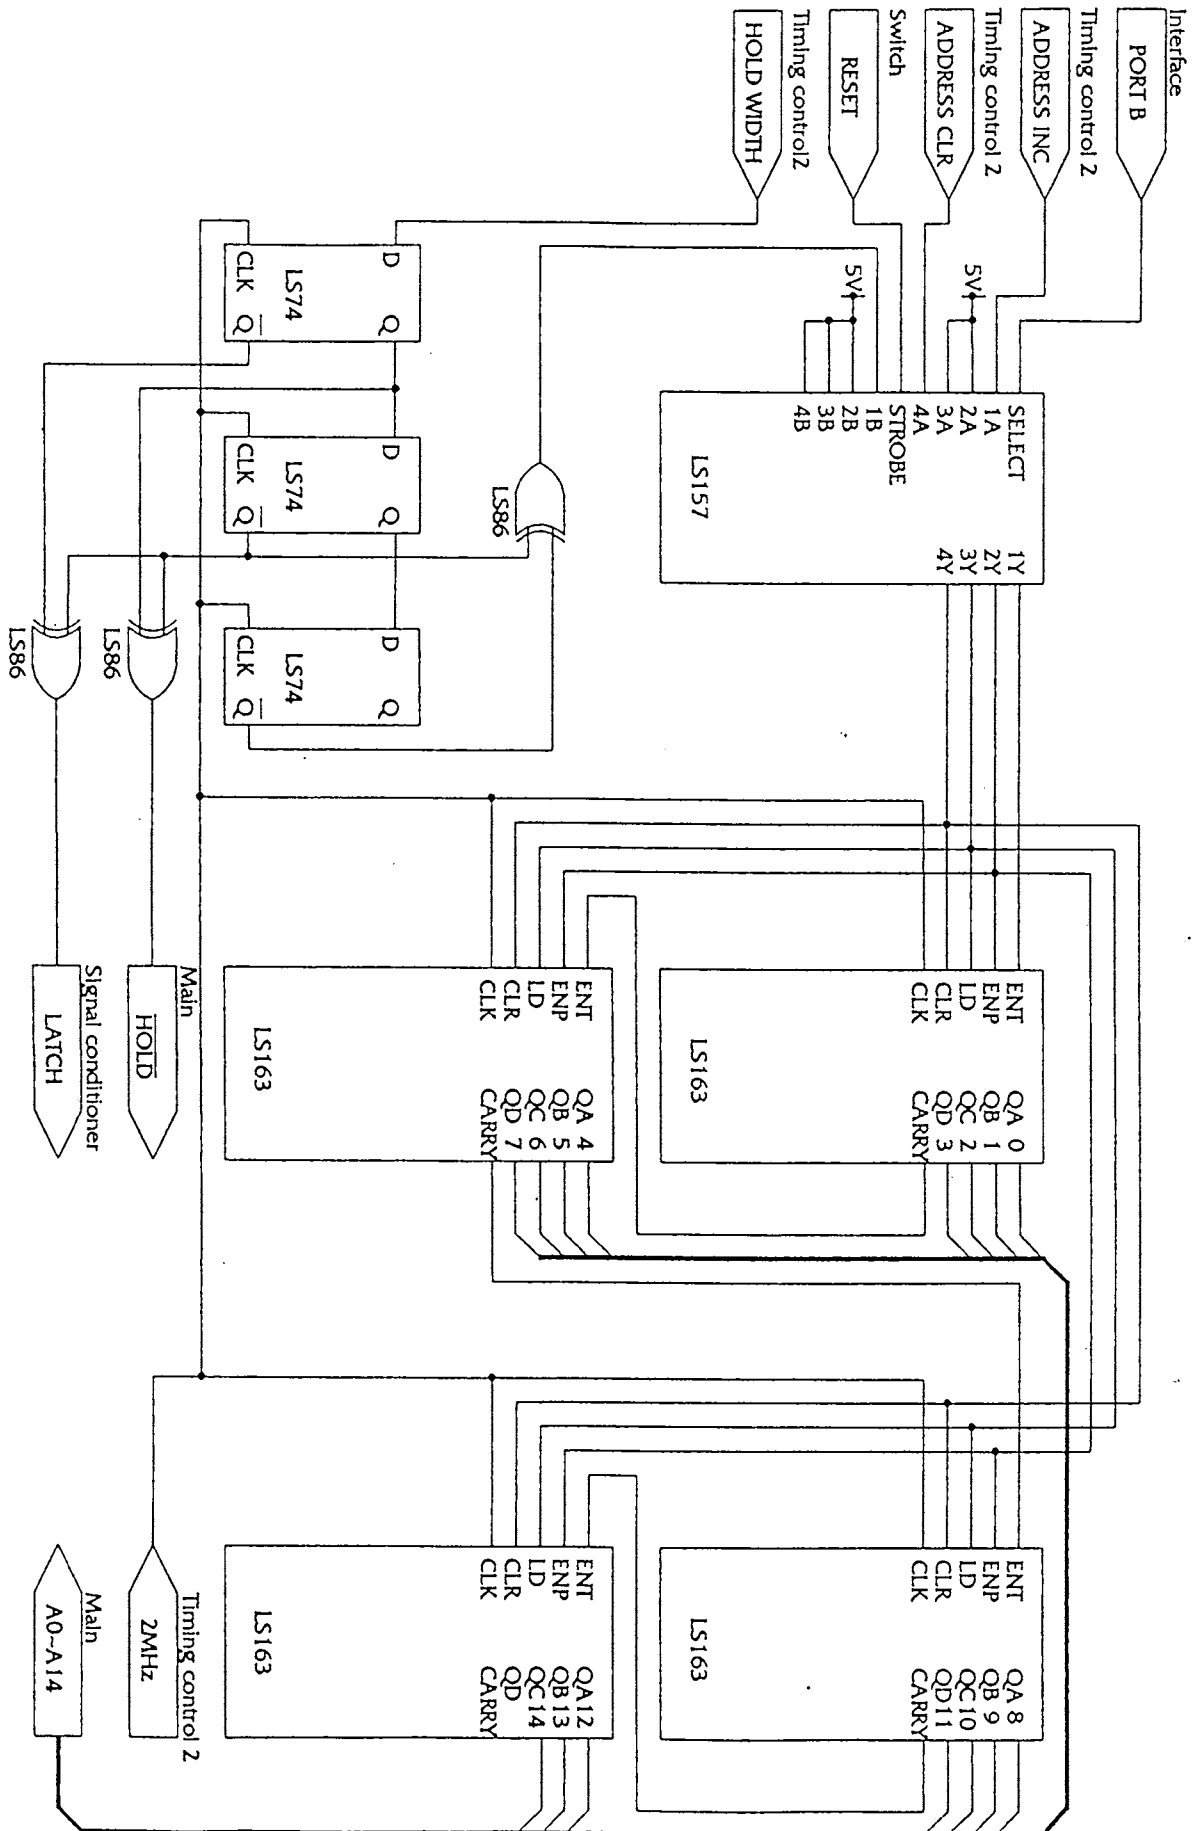 Interface
PORT B
Timing control 2
ADDRESS INC
Timing control 2
ADDRESS CLR
Switch
RESET
Timing control2
HOLD WIDTH
5V
5V
SELECT
1A
2A
3A
4A
STROBE
1B
2B
3B
4B
LS157
1Y
2Y
3Y
4Y
D
Q
LS74
CLK
Q
D
Q
LS74
CLK
Q
D
Q
LS74
CLK
Q
LS86
LS86
LS86
Main
HOLD
Signal conditioner
LATCH
ENT
ENP
LD
CLR
CLK
LS163
QA 0
QB 1
QC 2
QD 3
CARRY
ENT
ENP
LD
CLR
CLK
LS163
QA 4
QB 5
QC 6
QD 7
CARRY
ENT
ENP
LD
CLR
CLK
LS163
QA 8
QB 9
QC10
QD11
CARRY
ENT
ENP
LD
CLR
CLK
LS163
QA12
QB13
QC14
QD
CARRY
Timing control 2
2MHz
Main
A0~A14